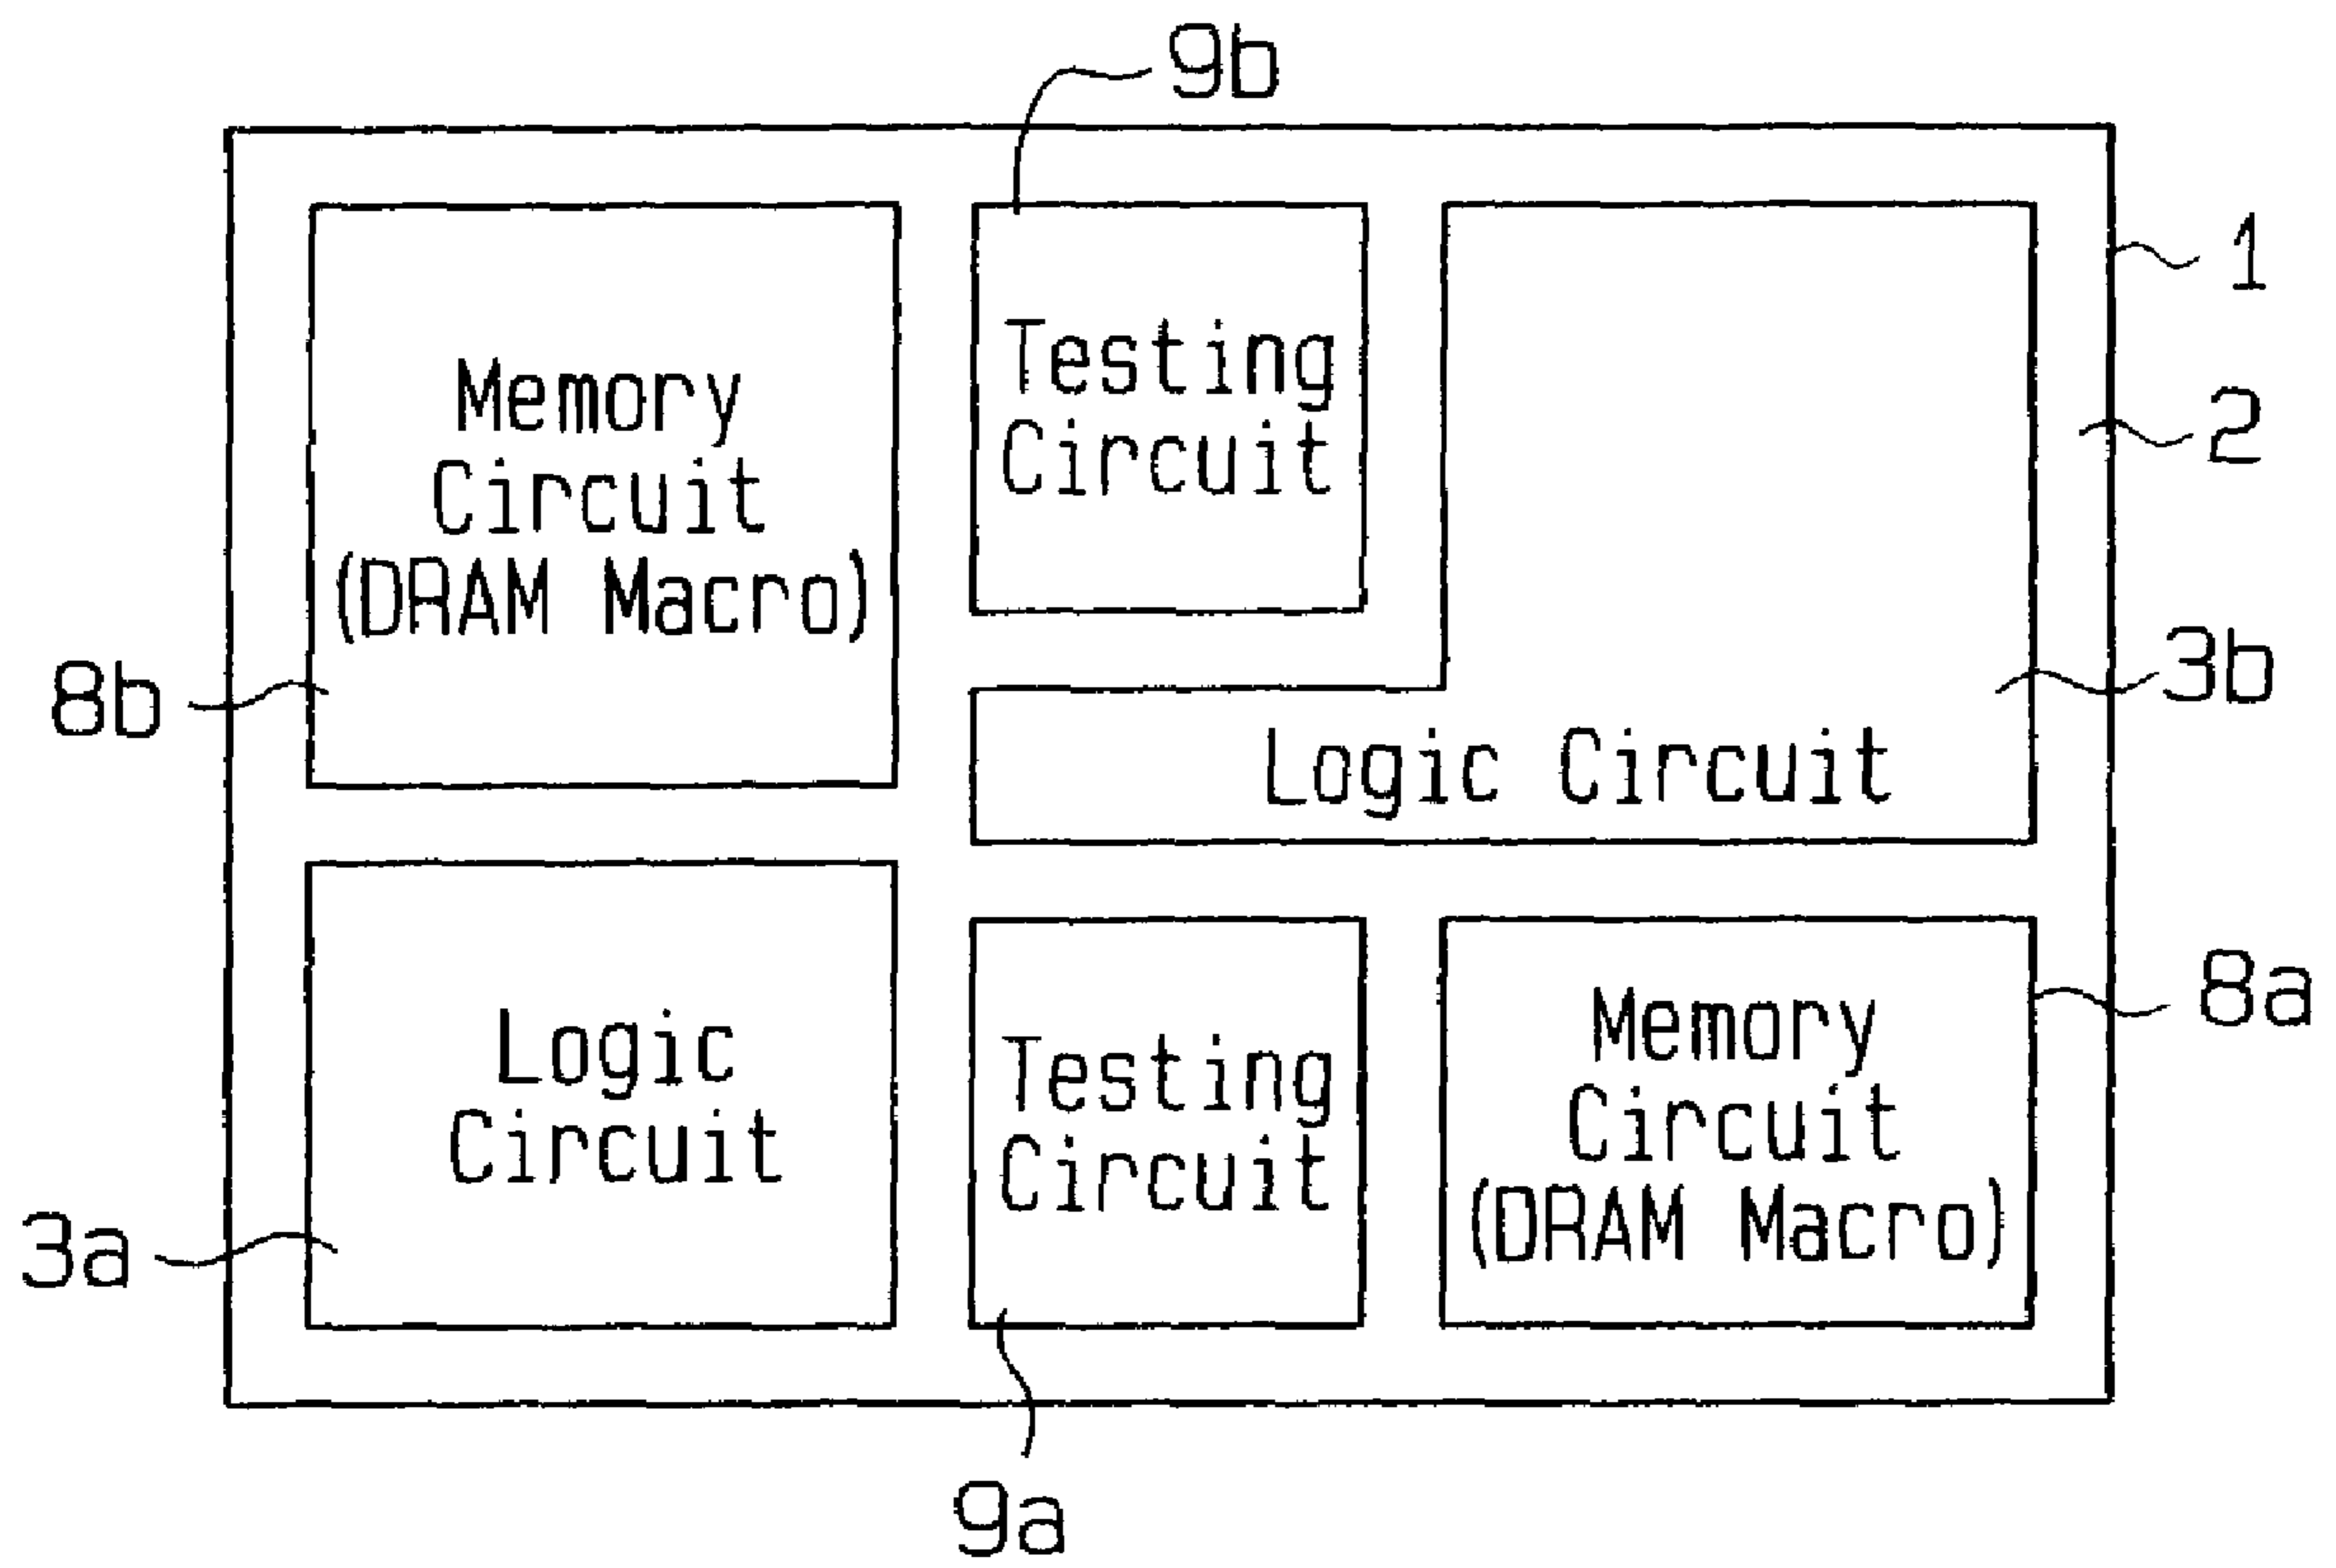 9b
1
2
Memory
Circuit
(DRAM Macro)
Testing
Circuit
8b
3b
Logic Circuit
8a
Logic
Circuit
Testing
Circuit
Memory
Circuit
(DRAM Macro)
3a
9a